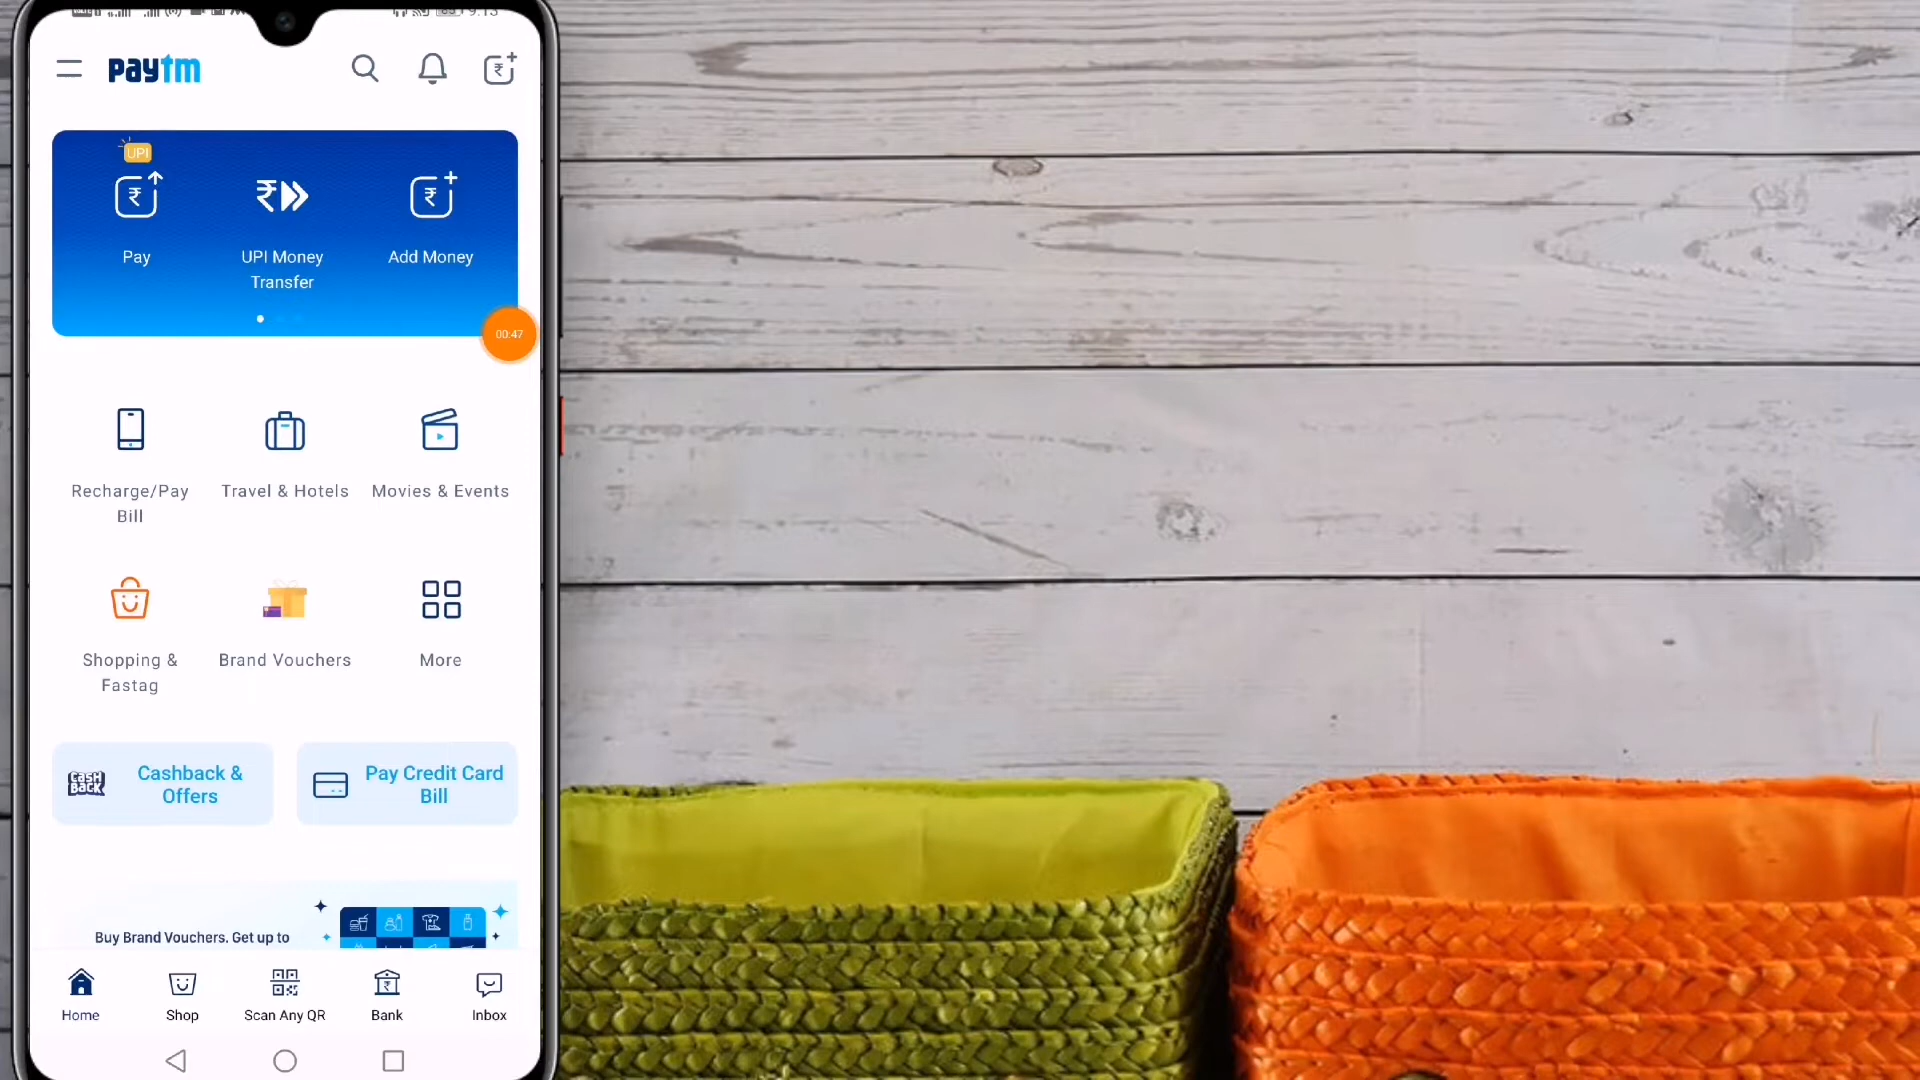 9:13
paytm
UPI
Pay
UPI Money
Transfer
Add Money
00:47
Recharge/Pay
Bill
Travel & Hotels
Movies & Events
Shopping &
Fastag
Brand Vouchers
More
CASH
BACK
Cashback &
Offers
Pay Credit Card
Bill
Buy Brand Vouchers. Get up to
Home
Shop
Scan Any QR
Bank
Inbox